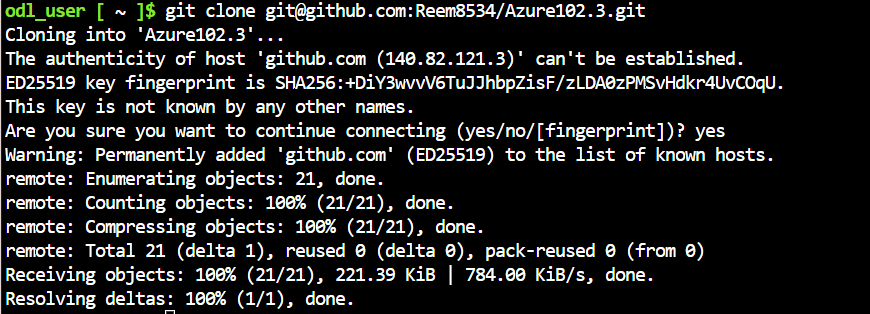 odl_user [ ~ ]$ git clone git@github.com:Reem8534/Azure102.3.git
Cloning into 'Azure102.3'...
The authenticity of host 'github.com (140.82.121.3)' can't be established.
ED25519 key fingerprint is SHA256:+DiY3wvvV6TuJJhbpZisF/zLDA0zPMSvHdkr4UvCOqU.
This key is not known by any other names.
Are you sure you want to continue connecting (yes/no/[fingerprint])? yes
Warning: Permanently added 'github.com' (ED25519) to the list of known hosts.
remote: Enumerating objects: 21, done.
remote: Counting objects: 100% (21/21), done.
remote: Compressing objects: 100% (21/21), done.
remote: Total 21 (delta 1), reused 0 (delta 0), pack-reused 0 (from 0)
Receiving objects: 100% (21/21), 221.39 KiB | 784.00 KiB/s, done.
Resolving deltas: 100% (1/1), done.